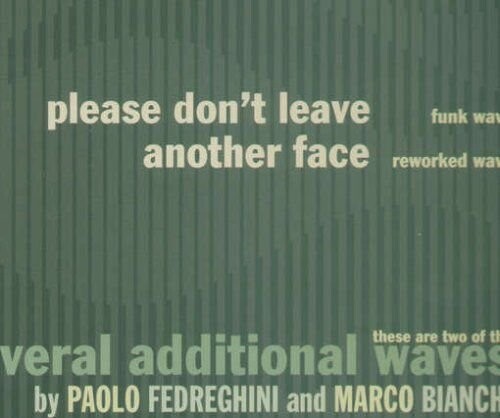 please don't leave funk wav
another face reworked wav
these are two of th
veral additional waves
by PAOLO FEDREGHINI and MARCO BIANCH